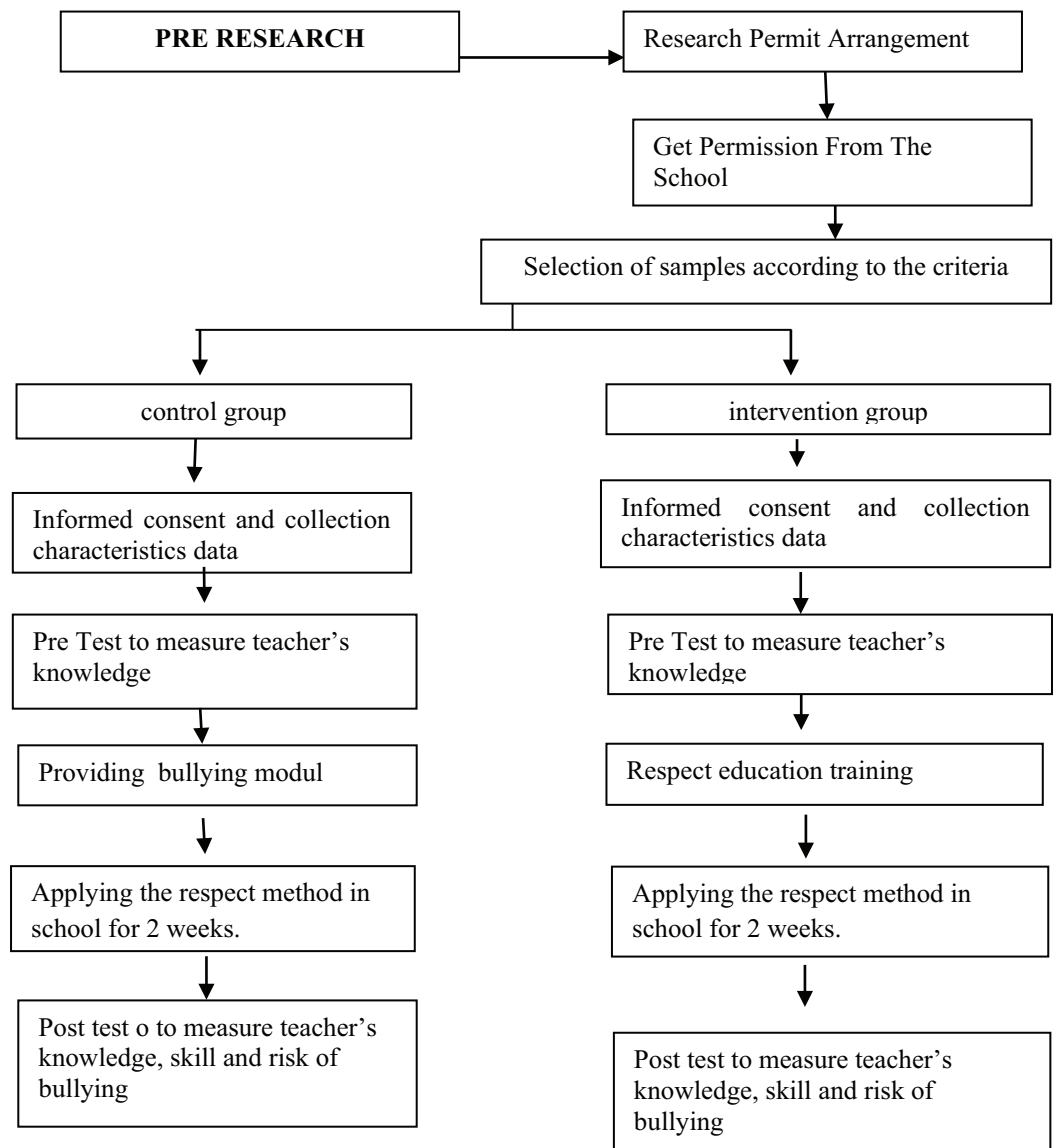 PRE RESEARCH
Research Permit Arrangement
Get Permission From The
School
Selection of samples according to the criteria
control group
Informed consent and collection
characteristics data
Pre Test to measure teacher’s
knowledge
Providing bullying modul
Applying the respect method in
school for 2 weeks.
Post test o to measure teacher’s
knowledge, skill and risk of
bullying
intervention group
Informed consent and collection
characteristics data
Pre Test to measure teacher’s
knowledge
Respect education training
Applying the respect method in
school for 2 weeks.
Post test to measure teacher’s
knowledge, skill and risk of
bullying